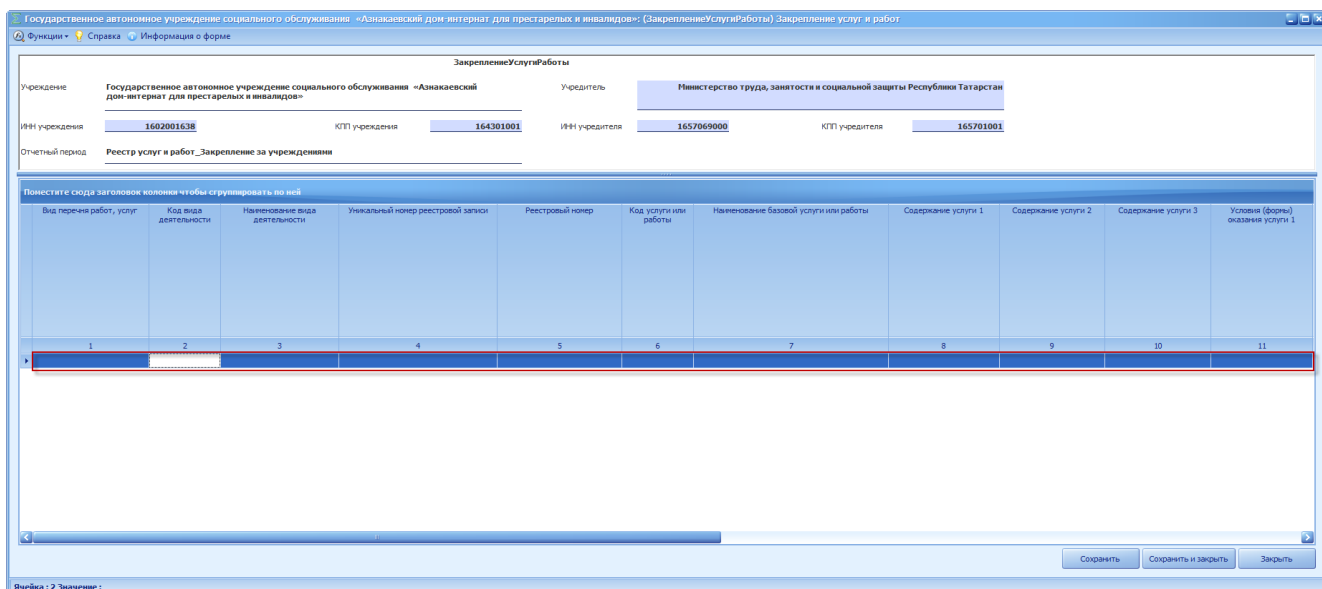 Государственное автономное учреждение социального обслуживания «Азнакаевский дом-интернат для престарелых и инвалидов»: (ЗакреплениеУслугиРаботы) Закрепление услуг и работ
Функции Справка Информация о форме
ЗакреплениеУслугиРаботы
Учреждение Государственное автономное учреждение социального обслуживания «Азнакаевский Учредитель Министерство труда, занятости и социальной защиты Республики Татарстан
дом-интернат для престарелых и инвалидов»
ИНН учреждения 1602001638 КПП учреждения 164301001 ИНН учредителя 1657069000 КПП учредителя 165701001
Отчетный период Реестр услуг и работ_Закрепление за учреждениями
Поместите сюда заголовок колонки чтобы сгруппировать по ней
Вид перечня работ, услуг Код вида Наименование вида Уникальный номер реестровой записи Реестровый номер Код услуги или Наименование базовой услуги или работы Содержание услуги 1 Содержание услуги 2 Содержание услуги 3 Условия (формы)
деятельности деятельности работы оказания услуги 1
1 2 3 4 5 6 7 8 9 10 11
Сохранить Сохранить и закрыть Закрыть
Ячейка : 2 Значение :